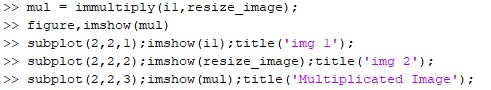 >> mul = immultiply(i1,resize_image);
>> figure,imshow(mul)
>> subplot(2,2,1);imshow(i1);title('img 1');
>> subplot(2,2,2);imshow(resize_image);title('img 2');
>> subplot(2,2,3);imshow(mul);title('Multiplicated Image');